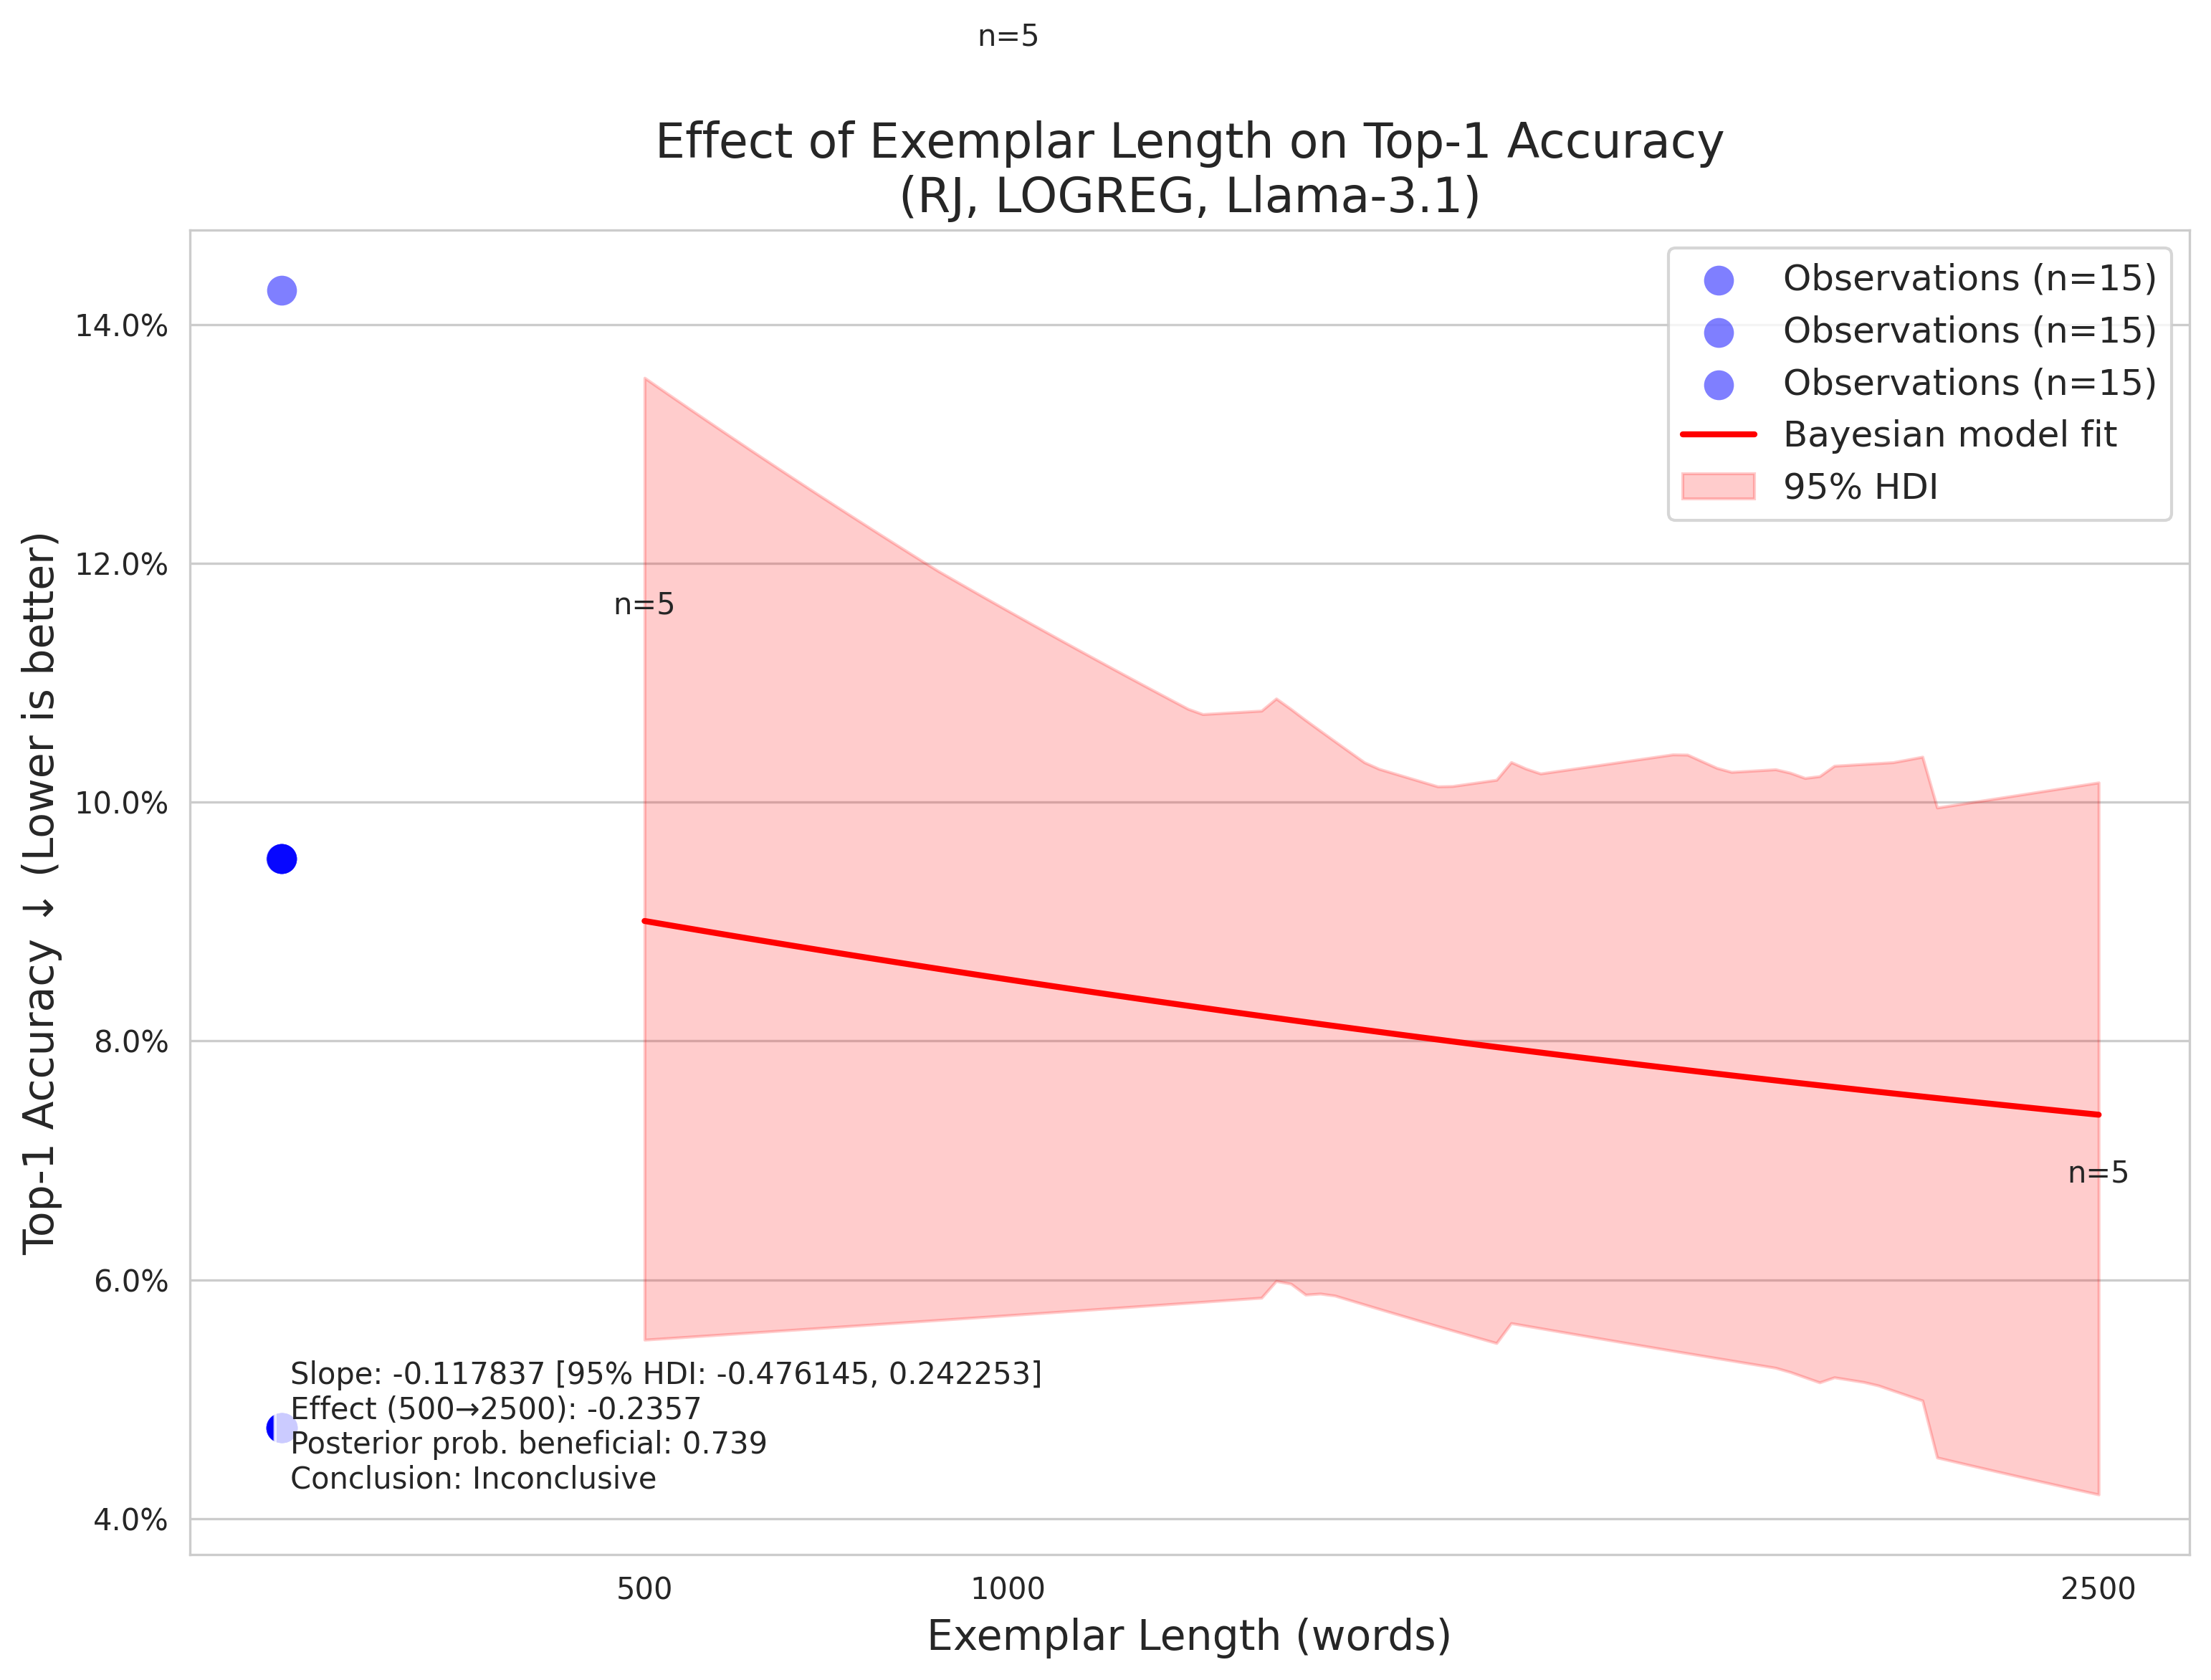 n=5
Effect of Exemplar Length on Top-1 Accuracy
(RJ, LOGREG, Llama-3.1)
Observations (n=15)
Observations (n=15)
Observations (n=15)
Bayesian model fit
95% HDI
Top-1 Accuracy ↓ (Lower is better)
14.0%
12.0%
10.0%
8.0%
6.0%
4.0%
n=5
n=5
Slope: -0.117837 [95% HDI: -0.476145, 0.242253]
Effect (500→2500): -0.2357
Posterior prob. beneficial: 0.739
Conclusion: Inconclusive
500
1000
2500
Exemplar Length (words)